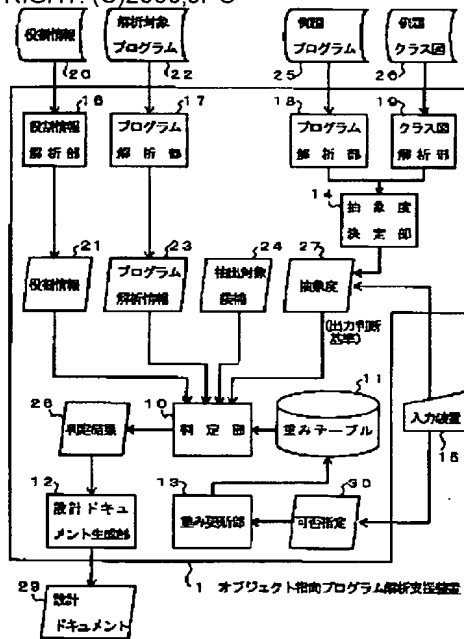 RIGHT: (C)2000,JPO
役割情報
解析対象
プログラム
例題
プログラム
例題
クラス図
20
22
25
26
16
17
18
19
役割情報
解析部
プログラム
解析部
プログラム
解析部
クラス図
解析部
14
抽象度
決定部
21
23
24
27
役割情報
プログラム
解析情報
抽出対象
候補
抽象度
(出力判断
基準)
11
28
10
判定結果
判定部
重みテーブル
入力装置
15
12
13
30
設計ドキュ
メント生成部
重み更新部
可否指定
29
1 オブジェクト指向プログラム解析支援装置
設計
ドキュメント